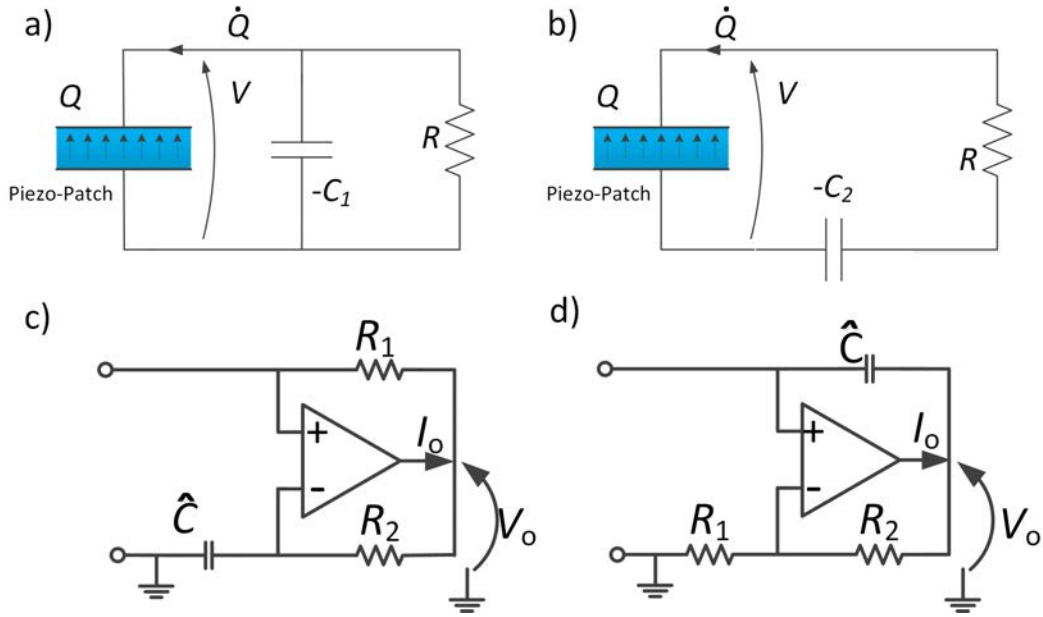 a)
Q̇
Q
V
R
-C₁
Piezo-Patch
b)
Q̇
Q
V
R
-C₂
Piezo-Patch
c)
R₁
+
Iₒ
-
Ĉ
R₂
Vₒ
d)
Ĉ
+
Iₒ
-
R₁
R₂
Vₒ